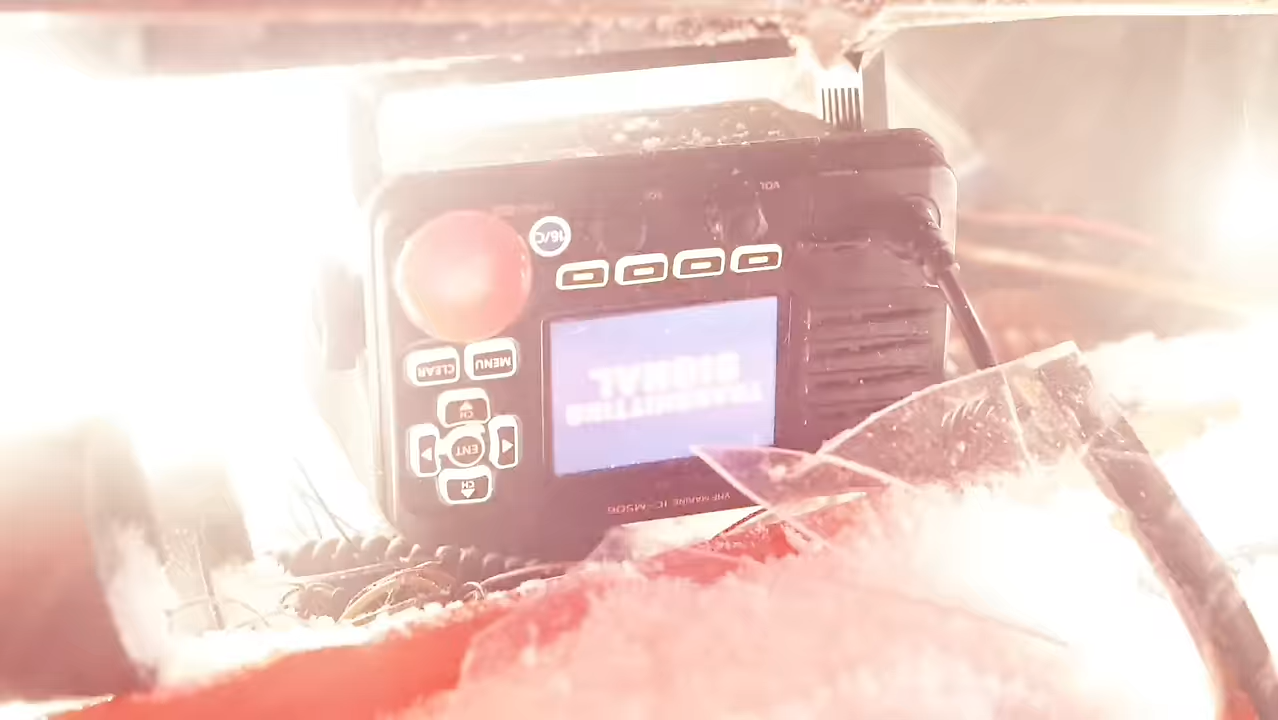 VHF MARINE IC-M506
TRANSMITTING
SIGNAL
ENT
CH
CH
MENU
CLEAR
16/C
VOL